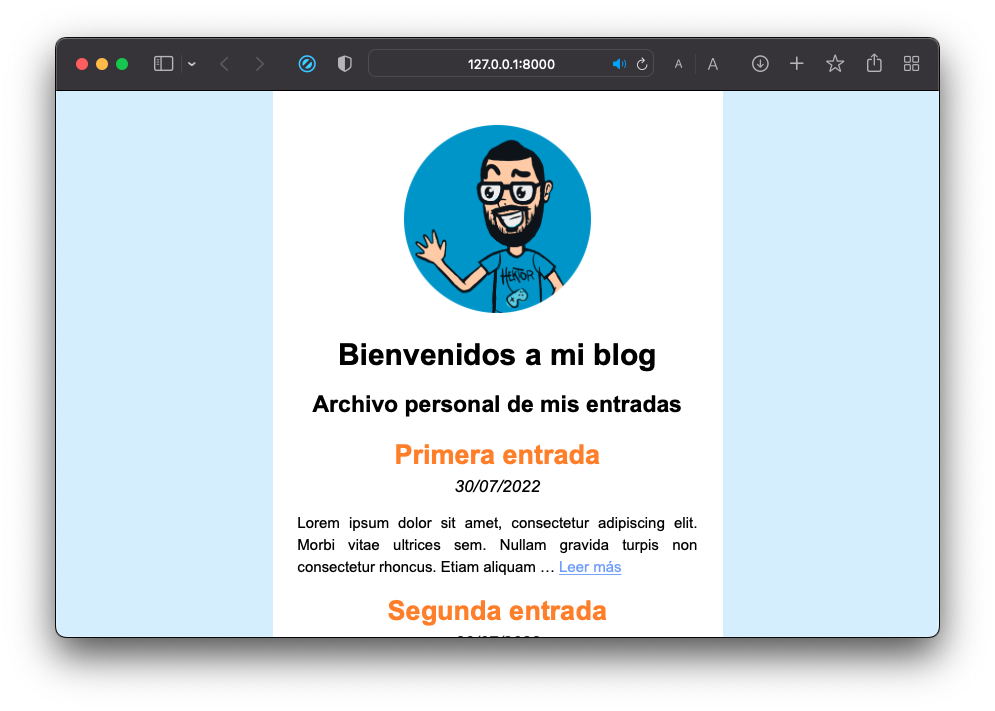 127.0.0.1:8000
A A
HEKTOR
Bienvenidos a mi blog
Archivo personal de mis entradas
Primera entrada
30/07/2022
Lorem ipsum dolor sit amet, consectetur adipiscing elit.
Morbi vitae ultrices sem. Nullam gravida turpis non
consectetur rhoncus. Etiam aliquam … Leer más
Segunda entrada